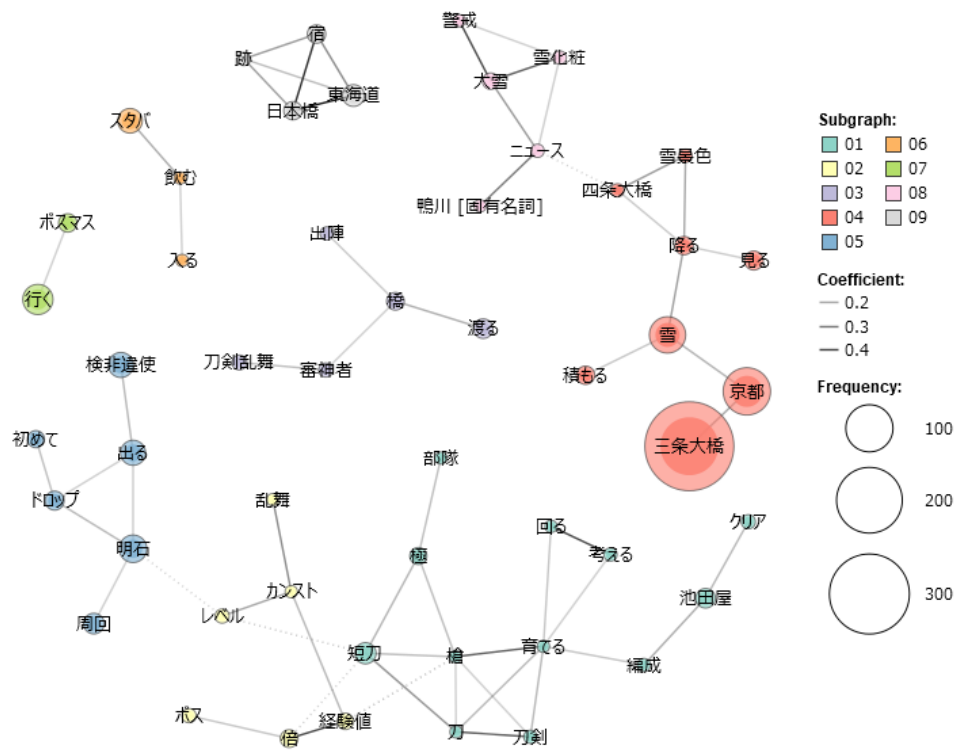 警戒
宿
跡
雪化粧
大雪
東海道
日本橋
スタバ
ニュース
雪景色
飲む
四条大橋
鴨川 [固有名詞]
ボスマス
出陣
降る
入る
見る
行く
橋
渡る
雪
刀剣乱舞
審神者
検非違使
積もる
京都
三条大橋
初めて
出る
部隊
ドロップ
乱舞
明石
極
回る
考える
クリア
カンスト
レベル
池田屋
周回
短刀
槍
育てる
編成
ボス
経験値
倍
刀
刀剣
Subgraph:
01
06
02
07
03
08
04
09
05
Coefficient:
0.2
0.3
0.4
Frequency:
100
200
300